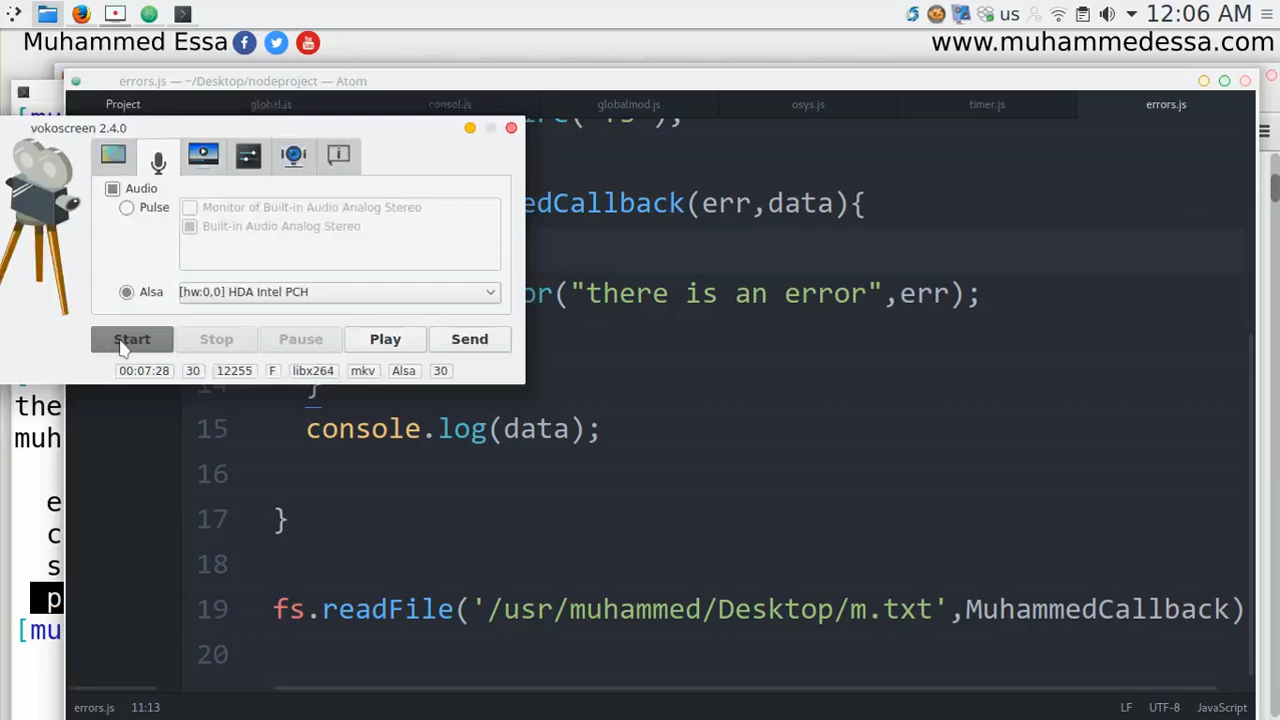 us
12:06 AM
Muhammed Essa
www.muhammedessa.com
errors.js — ~/Desktop/nodeproject — Atom
Project
global.js
consol.js
globalmod.js
osys.js
timer.js
errors.js
vokoscreen 2.4.0
Audio
Pulse
Monitor of Built-in Audio Analog Stereo
Built-in Audio Analog Stereo
Alsa
[hw:0,0] HDA Intel PCH
Start
Stop
Pause
Play
Send
00:07:28
30
12255
F
libx264
mkv
Alsa
30
edCallback(err,data){
or("there is an error",err);
14 }
15 console.log(data);
16
17 }
18
19 fs.readFile('/usr/muhammed/Desktop/m.txt',MuhammedCallback)
20
the
muh
e
c
s
p
[mu
errors.js
11:13
LF
UTF-8
JavaScript